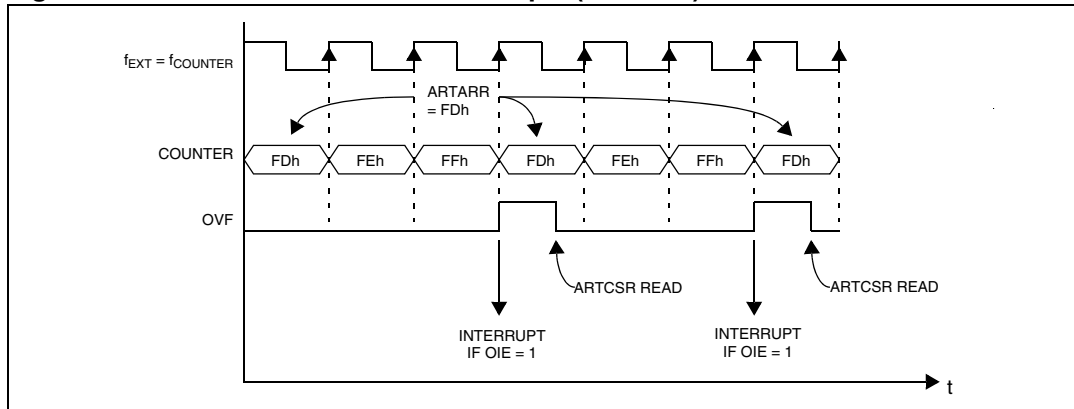 fEXT = fCOUNTER
ARTARR
= FDh
COUNTER
FDh FEh FFh FDh FEh FFh FDh
OVF
ARTCSR READ
ARTCSR READ
INTERRUPT
IF OIE = 1
INTERRUPT
IF OIE = 1
t